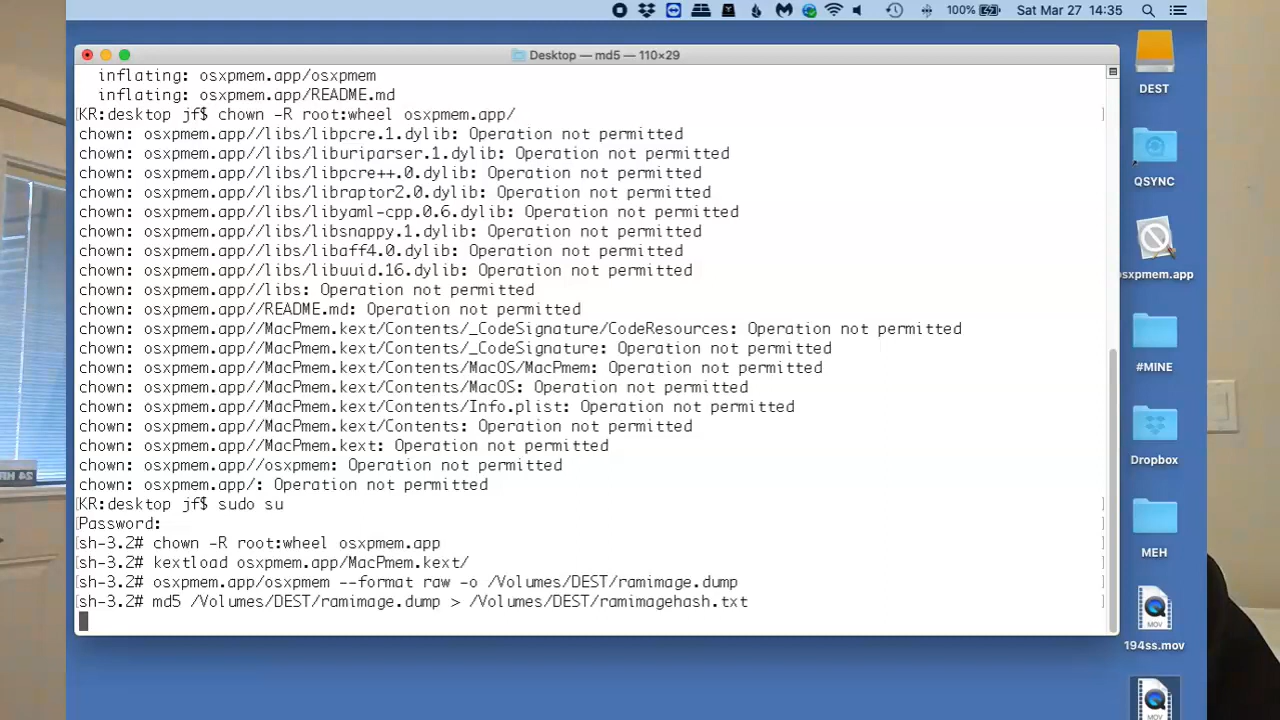 100%
Sat Mar 27 14:35
Desktop — md5 — 110×29
inflating: osxpmem.app/osxpmem
inflating: osxpmem.app/README.md
[KR:desktop jf$ chown -R root:wheel osxpmem.app/ ]
chown: osxpmem.app//libs/libpcre.1.dylib: Operation not permitted
chown: osxpmem.app//libs/liburiparser.1.dylib: Operation not permitted
chown: osxpmem.app//libs/libpcre++.0.dylib: Operation not permitted
chown: osxpmem.app//libs/libraptor2.0.dylib: Operation not permitted
chown: osxpmem.app//libs/libyaml-cpp.0.6.dylib: Operation not permitted
chown: osxpmem.app//libs/libsnappy.1.dylib: Operation not permitted
chown: osxpmem.app//libs/libaff4.0.dylib: Operation not permitted
chown: osxpmem.app//libs/libuuid.16.dylib: Operation not permitted
chown: osxpmem.app//libs: Operation not permitted
chown: osxpmem.app//README.md: Operation not permitted
chown: osxpmem.app//MacPmem.kext/Contents/_CodeSignature/CodeResources: Operation not permitted
chown: osxpmem.app//MacPmem.kext/Contents/_CodeSignature: Operation not permitted
chown: osxpmem.app//MacPmem.kext/Contents/MacOS/MacPmem: Operation not permitted
chown: osxpmem.app//MacPmem.kext/Contents/MacOS: Operation not permitted
chown: osxpmem.app//MacPmem.kext/Contents/Info.plist: Operation not permitted
chown: osxpmem.app//MacPmem.kext/Contents: Operation not permitted
chown: osxpmem.app//MacPmem.kext: Operation not permitted
chown: osxpmem.app//osxpmem: Operation not permitted
chown: osxpmem.app/: Operation not permitted
[KR:desktop jf$ sudo su ]
[Password: ]
[sh-3.2# chown -R root:wheel osxpmem.app ]
[sh-3.2# kextload osxpmem.app/MacPmem.kext/ ]
[sh-3.2# osxpmem.app/osxpmem --format raw -o /Volumes/DEST/ramimage.dump ]
[sh-3.2# md5 /Volumes/DEST/ramimage.dump > /Volumes/DEST/ramimagehash.txt ]
DEST
QSYNC
osxpmem.app
#MINE
Dropbox
MEH
MOV
194ss.mov
MOV